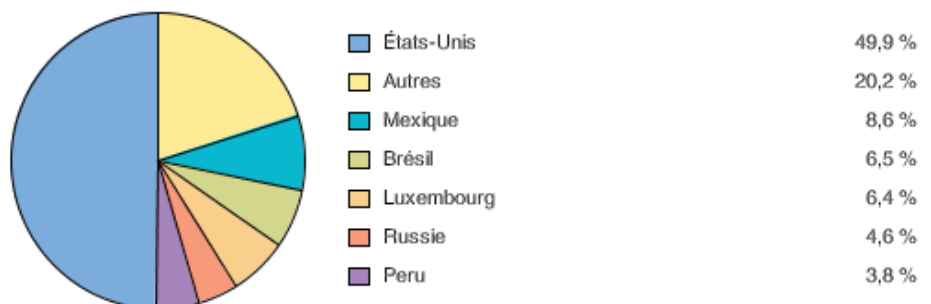 États-Unis 49,9 %
Autres 20,2 %
Mexique 8,6 %
Brésil 6,5 %
Luxembourg 6,4 %
Russie 4,6 %
Peru 3,8 %